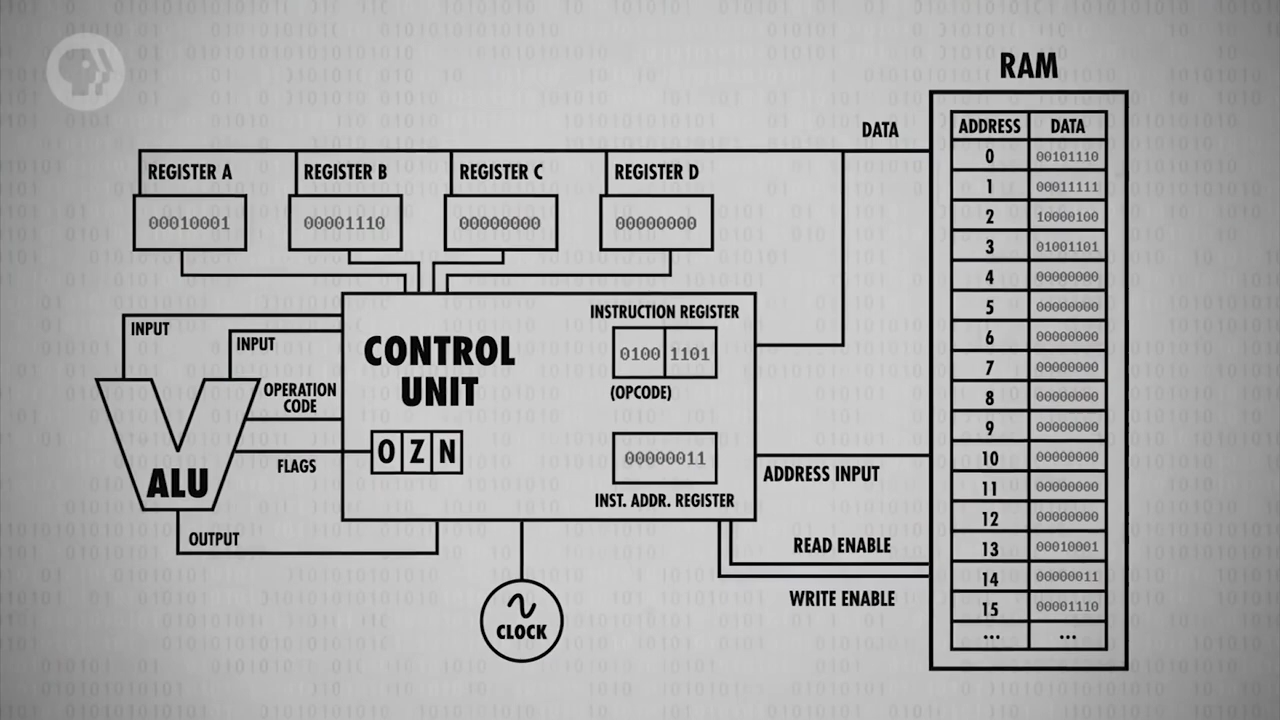 RAM
ADDRESS DATA
0 00101110
1 00011111
2 10000100
3 01001101
4 00000000
5 00000000
6 00000000
7 00000000
8 00000000
9 00000000
10 00000000
11 00000000
12 00000000
13 00010001
14 00000011
15 00001110
... ...
DATA
REGISTER A
00010001
REGISTER B
00001110
REGISTER C
00000000
REGISTER D
00000000
INPUT
INPUT
OPERATION
CODE
FLAGS
ALU
OUTPUT
CONTROL
UNIT
O Z N
INSTRUCTION REGISTER
0100 1101
(OPCODE)
00000011
INST. ADDR. REGISTER
ADDRESS INPUT
READ ENABLE
WRITE ENABLE
CLOCK